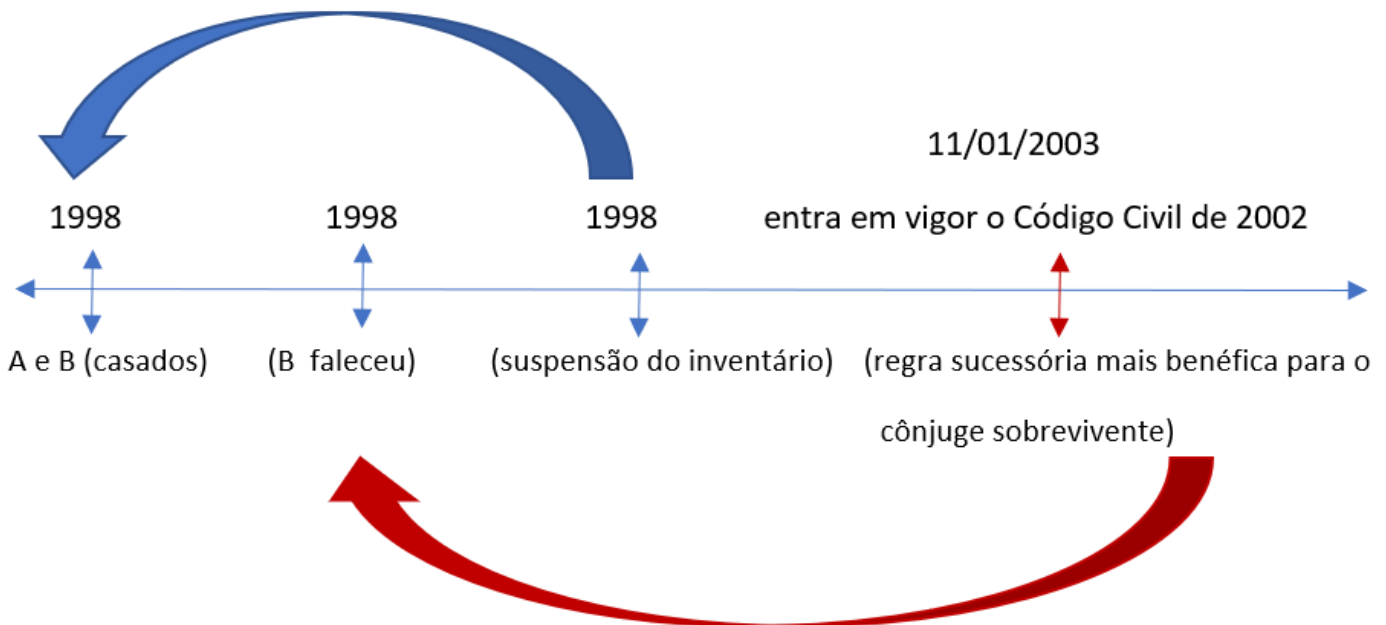 11/01/2003
1998 1998 1998 entra em vigor o Código Civil de 2002
A e B (casados) (B faleceu) (suspensão do inventário) (regra sucessória mais benéfica para o
cônjuge sobrevivente)